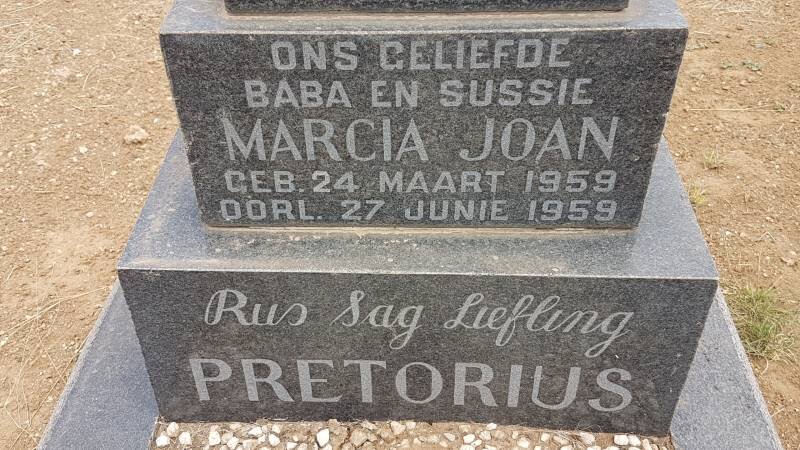 ONS GELIEFDE
BABA EN SUSSIE
MARCIA JOAN
GEB. 24 MAART 1959
OORL. 27 JUNIE 1959
Rus Sag Liefling
PRETORIUS